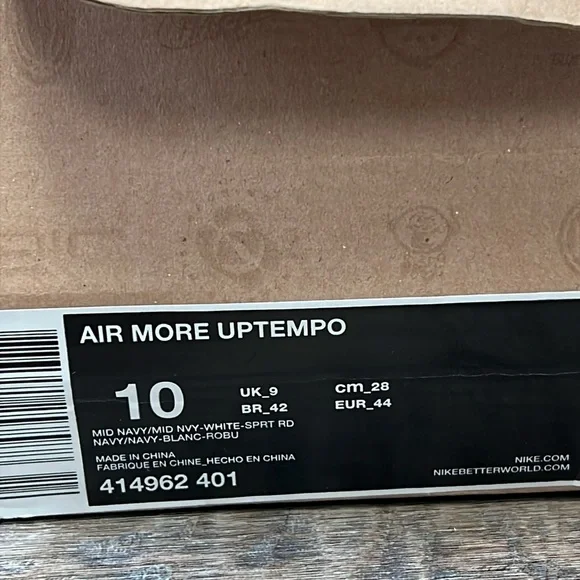 AIR MORE UPTEMPO
10
UK_9
cm_28
BR_42
EUR_44
MID NAVY/MID NVY-WHITE-SPRT RD
NAVY/NAVY-BLANC-ROBU
MADE IN CHINA
FABRIQUE EN CHINE_HECHO EN CHINA
414962 401
NIKE.COM
NIKEBETTERWORLD.COM